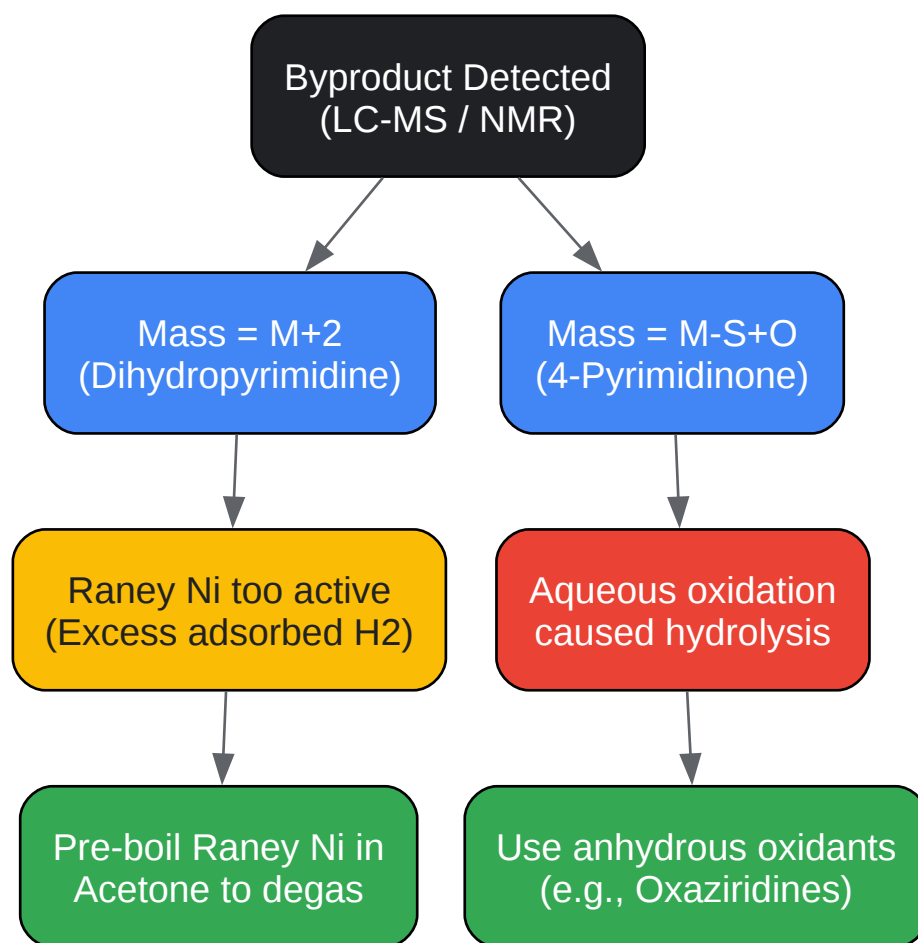 Byproduct Detected
(LC-MS / NMR)
Mass = M+2
(Dihydropyrimidine)
Mass = M-S+O
(4-Pyrimidinone)
Raney Ni too active
(Excess adsorbed H2)
Aqueous oxidation
caused hydrolysis
Pre-boil Raney Ni in
Acetone to degas
Use anhydrous oxidants
(e.g., Oxaziridines)